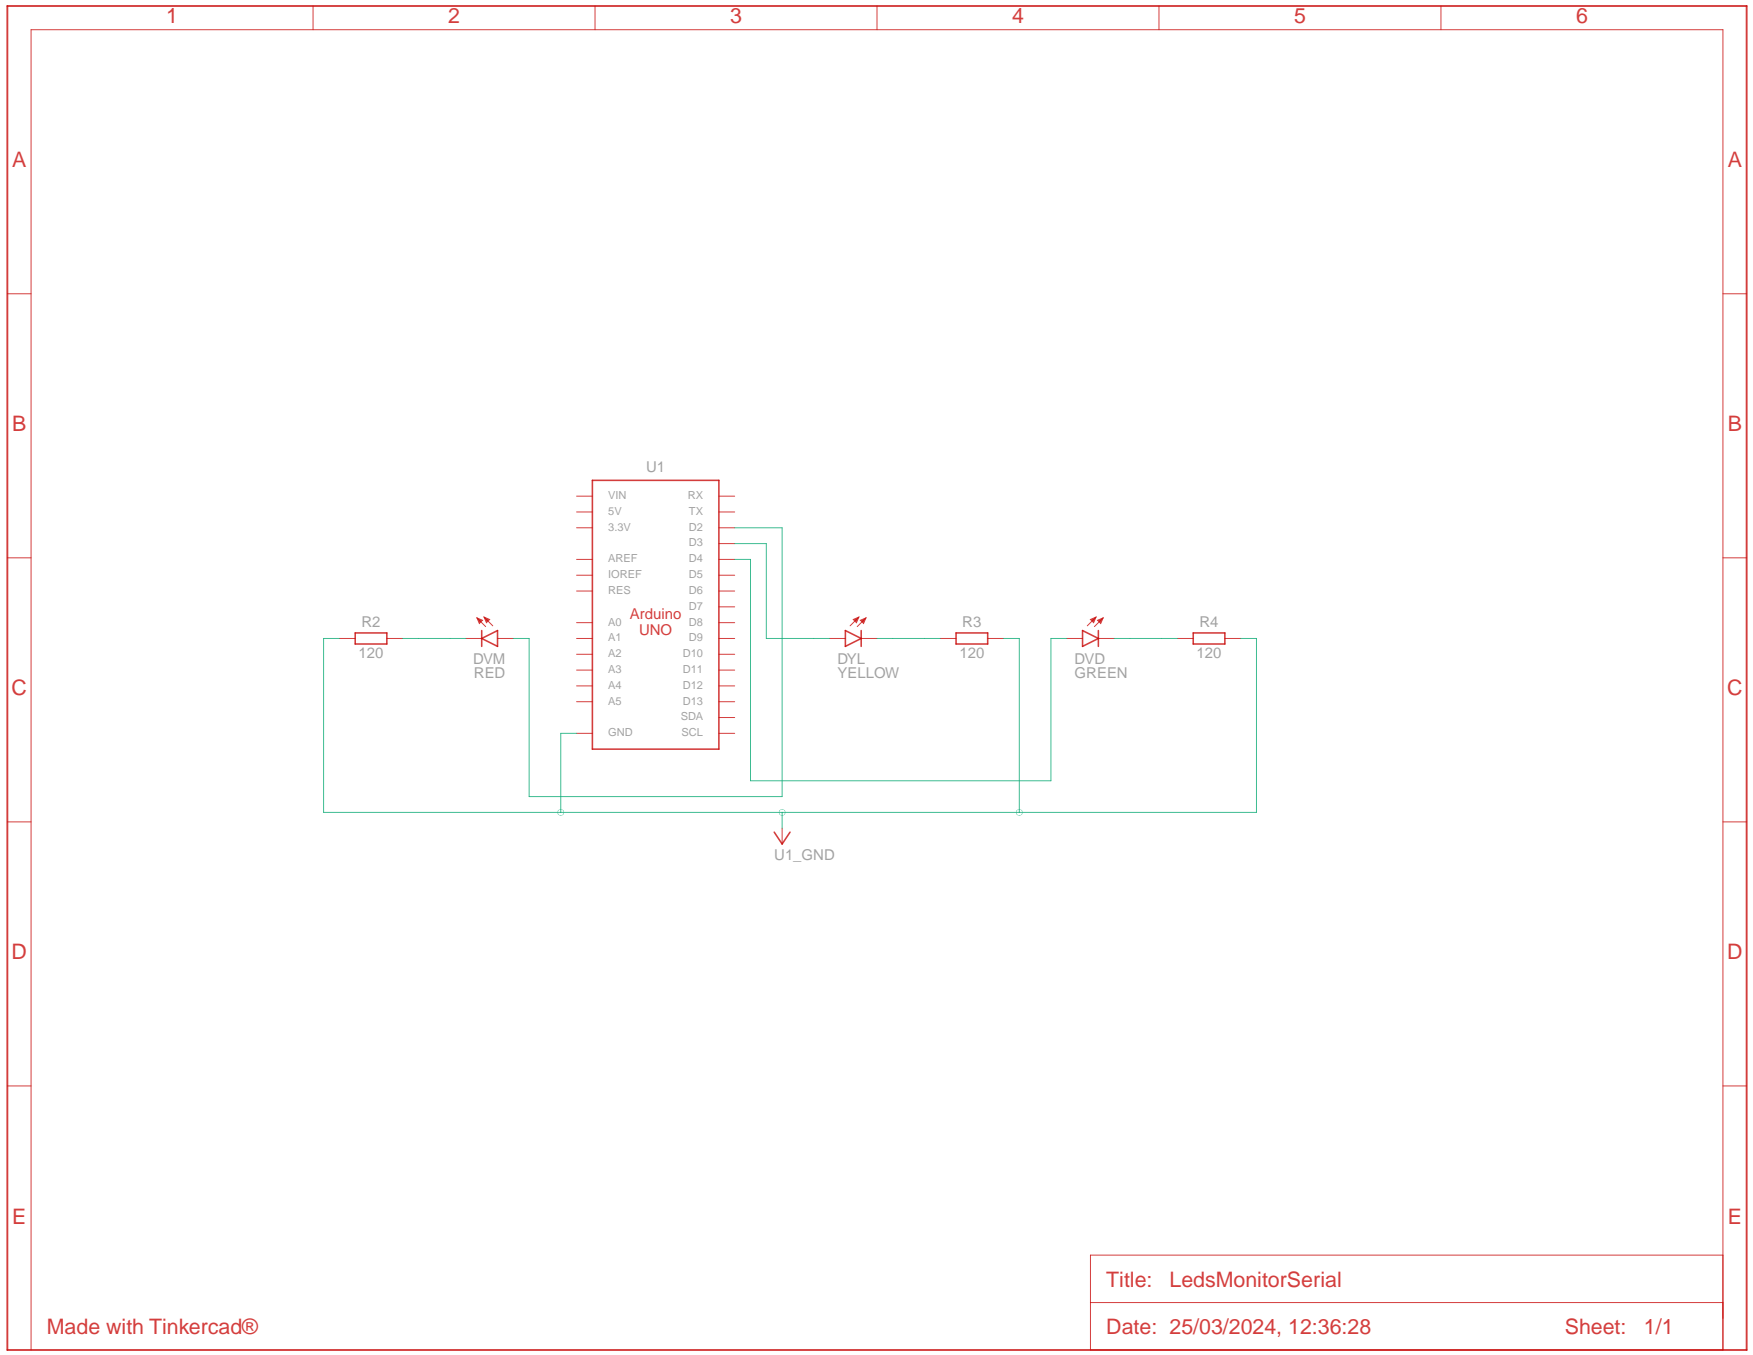 1 2 3 4 5 6
A A
B B
U1
VIN RX
5V TX
3.3V D2
D3
AREF D4
IOREF D5
RES D6
D7
Arduino
UNO
A0 D8
A1 D9
A2 D10
A3 D11
A4 D12
A5 D13
SDA
GND SCL
R2
120
DVM
RED
DYL
YELLOW
R3
120
DVD
GREEN
R4
120
C C
U1_GND
D D
E E
Title: LedsMonitorSerial
Date: 25/03/2024, 12:36:28 Sheet: 1/1
Made with Tinkercad®